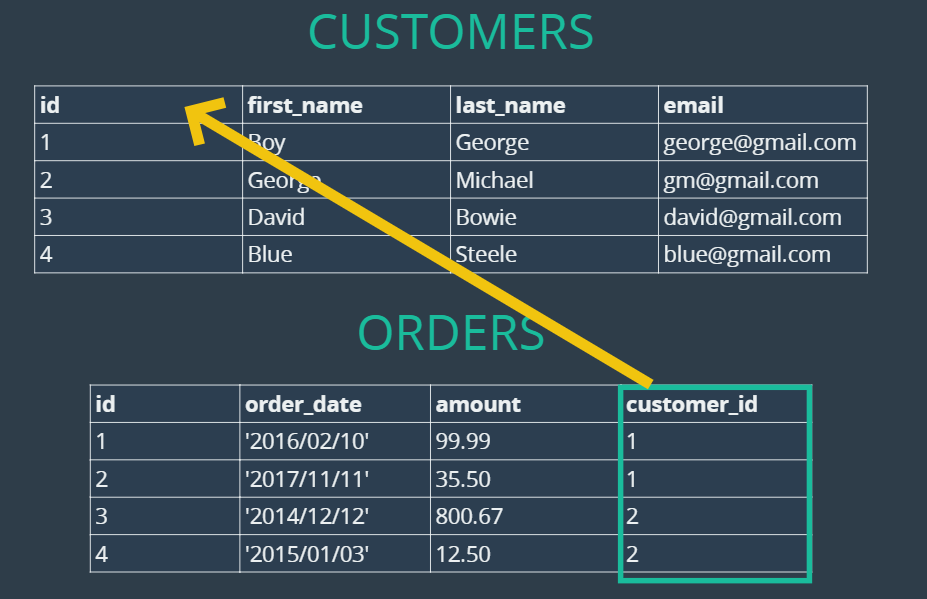 CUSTOMERS
id first_name last_name email
1 Boy George george@gmail.com
2 George Michael gm@gmail.com
3 David Bowie david@gmail.com
4 Blue Steele blue@gmail.com
ORDERS
id order_date amount customer_id
1 '2016/02/10' 99.99 1
2 '2017/11/11' 35.50 1
3 '2014/12/12' 800.67 2
4 '2015/01/03' 12.50 2